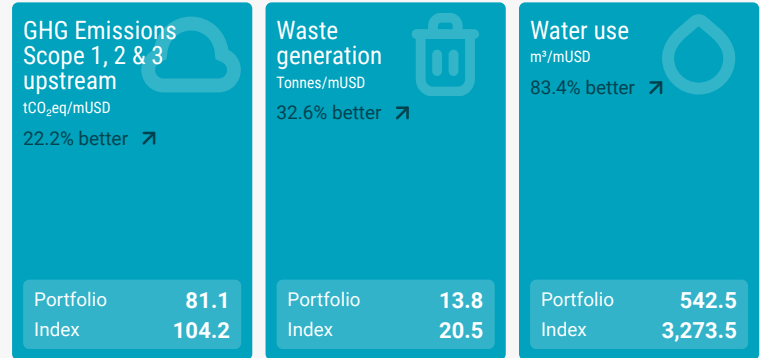 GHG Emissions
Scope 1, 2 & 3
upstream
tCO₂eq/mUSD
22.2% better
Portfolio 81.1
Index 104.2
Waste
generation
Tonnes/mUSD
32.6% better
Portfolio 13.8
Index 20.5
Water use
m³/mUSD
83.4% better
Portfolio 542.5
Index 3,273.5